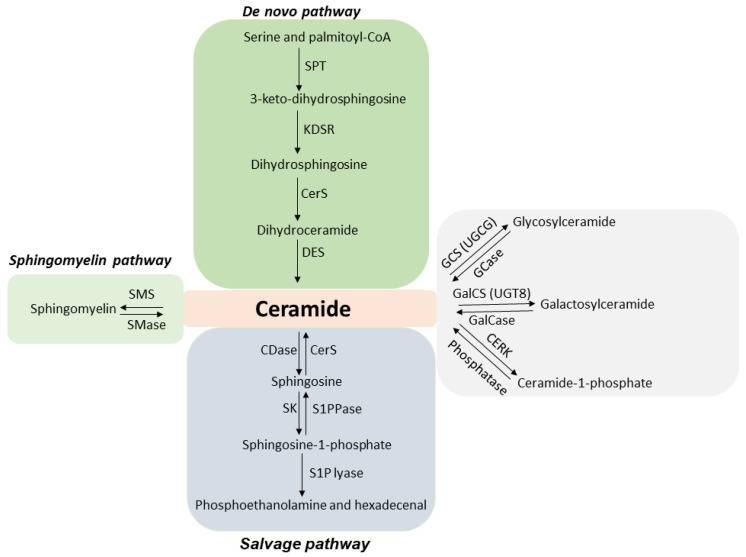 De novo pathway
Serine and palmitoyl-CoA
SPT
3-keto-dihydrosphingosine
KDSR
Dihydrosphingosine
CerS
Dihydroceramide
DES
Sphingomyelin pathway
Sphingomyelin
SMS
SMase
Ceramide
GCS (UGCG)
GCase
Glycosylceramide
GalCS (UGT8)
GalCase
Galactosylceramide
CERK
Phosphatase
Ceramide-1-phosphate
CDase
CerS
Sphingosine
SK
S1PPase
Sphingosine-1-phosphate
S1P lyase
Phosphoethanolamine and hexadecenal
Salvage pathway